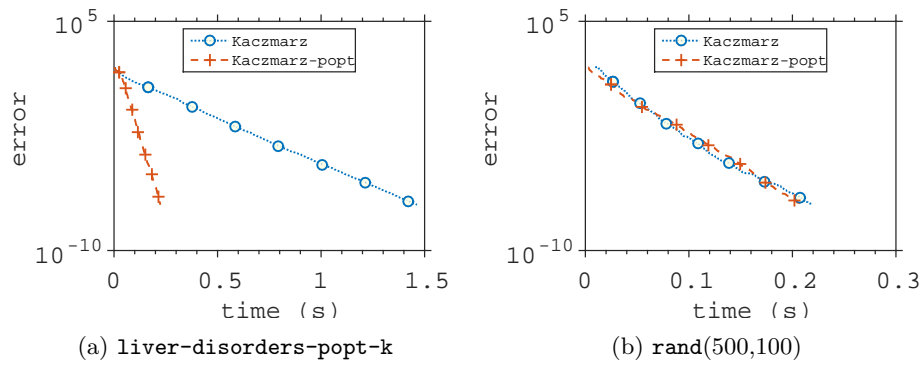 10^5
Kaczmarz
Kaczmarz-popt
error
10^-10
0 0.5 1 1.5
time (s)
(a) liver-disorders-popt-k
10^5
Kaczmarz
Kaczmarz-popt
error
10^-10
0 0.1 0.2 0.3
time (s)
(b) rand(500,100)